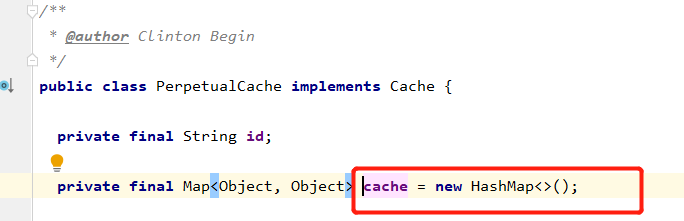 /**
* @author Clinton Begin
*/
public class PerpetualCache implements Cache {
private final String id;
private final Map<Object, Object> cache = new HashMap<>();